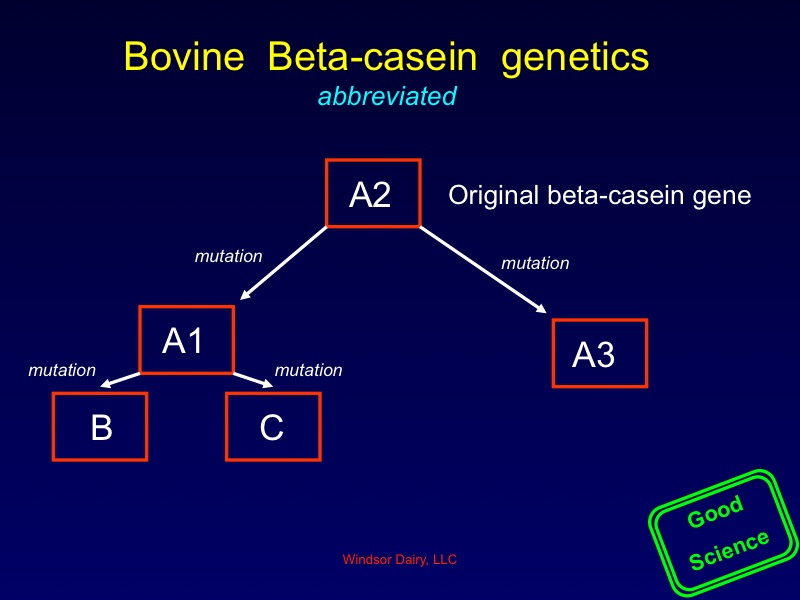 Bovine Beta-casein genetics
abbreviated
A2
Original beta-casein gene
mutation
mutation
A1
A3
mutation
mutation
B
C
Good
Science
Windsor Dairy, LLC